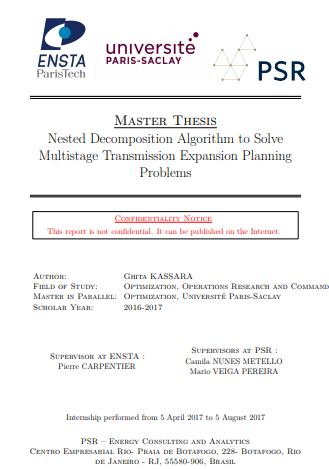 ENSTA
ParisTech
université
PARIS-SACLAY
PSR
Master Thesis
Nested Decomposition Algorithm to Solve
Multistage Transmission Expansion Planning
Problems
Confidentiality Notice
This report is not confidential. It can be published on the Internet.
Author: Ghita KASSARA
Field of Study: Optimization, Operations Research and Command
Master in Parallel: Optimization, Université Paris-Saclay
Scholar Year: 2016-2017
Supervisor at ENSTA :
Pierre CARPENTIER
Supervisors at PSR :
Camila NUNES METELLO
Mario VEIGA PEREIRA
Internship performed from 5 April 2017 to 5 August 2017
PSR – Energy Consulting and Analytics
Centro Empresarial Rio- Praia de Botafogo, 228- Botafogo, Rio
de Janeiro - RJ, 55580-906, Brasil